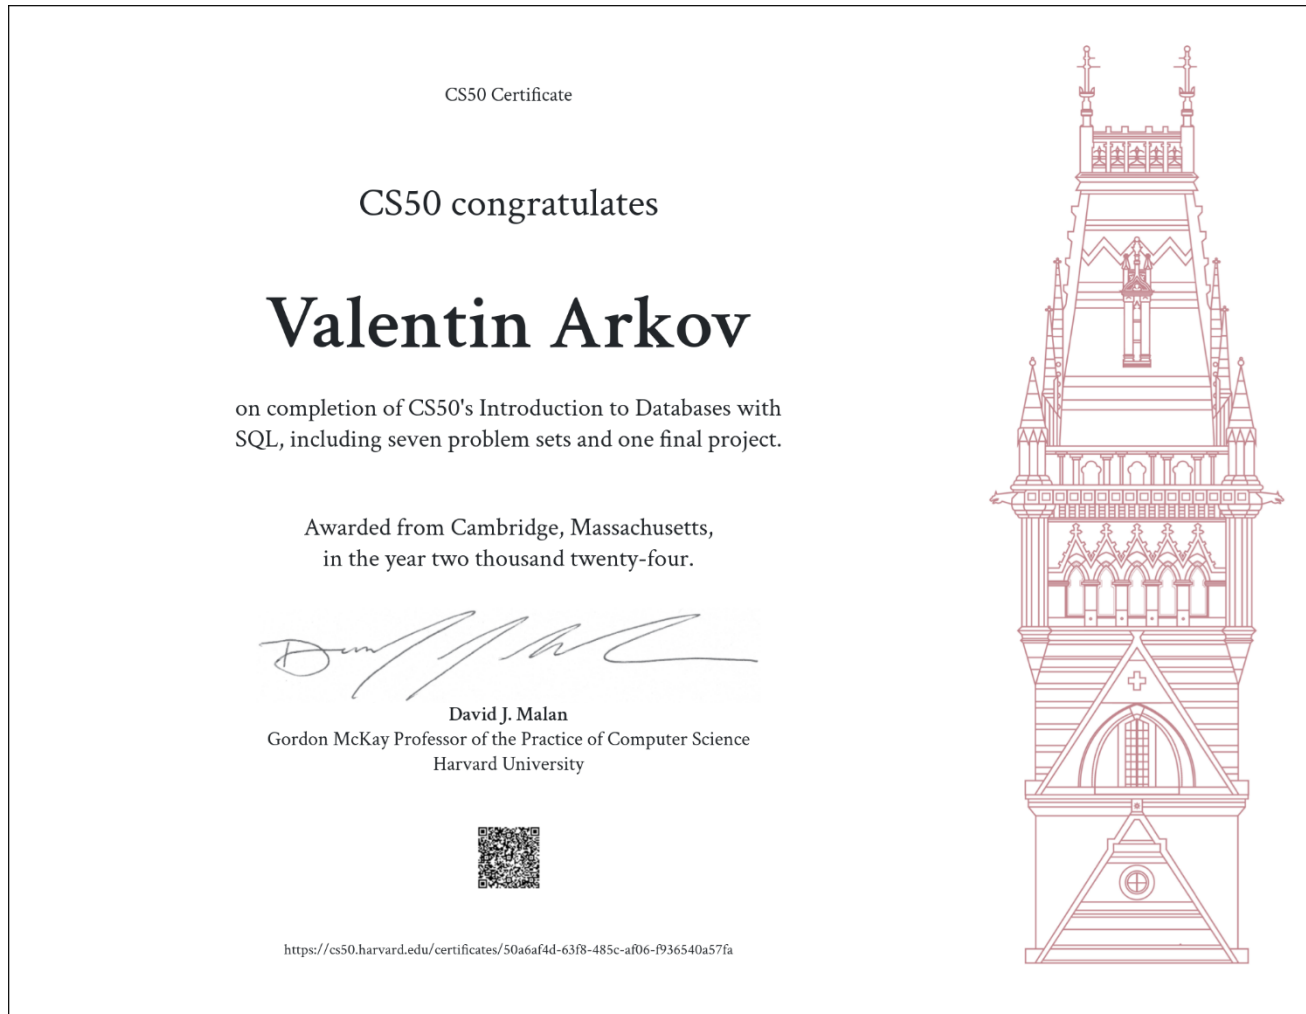 CS50 Certificate
CS50 congratulates
Valentin Arkov
on completion of CS50's Introduction to Databases with
SQL, including seven problem sets and one final project.
Awarded from Cambridge, Massachusetts,
in the year two thousand twenty-four.
David J. Malan
Gordon McKay Professor of the Practice of Computer Science
Harvard University
https://cs50.harvard.edu/certificates/50a6af4d-63f8-485c-af06-f936540a57fa